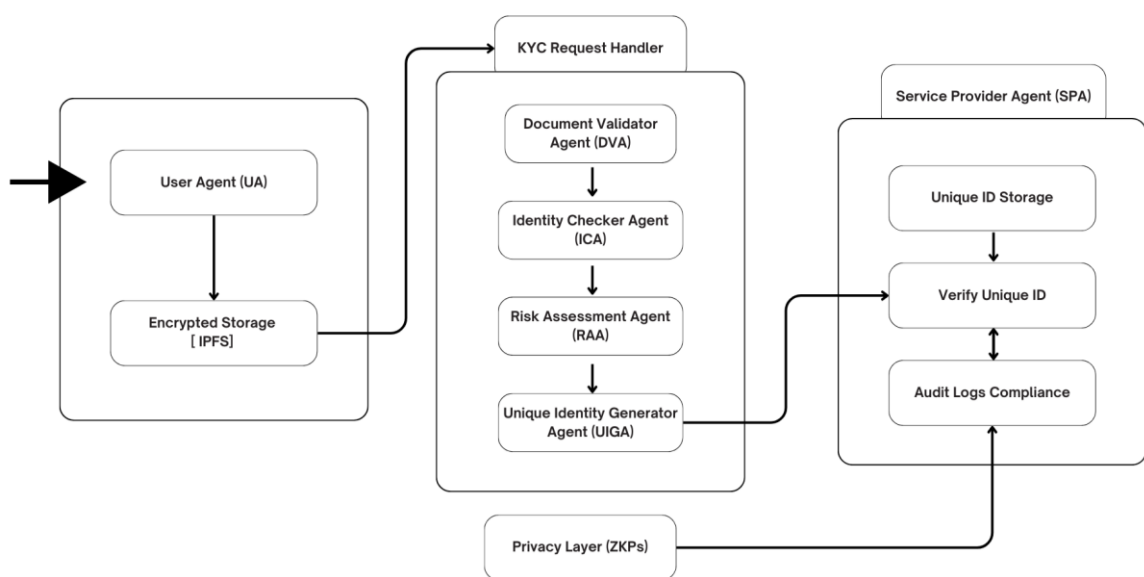 User Agent (UA)
Encrypted Storage
[ IPFS]
KYC Request Handler
Document Validator
Agent (DVA)
Identity Checker Agent
(ICA)
Risk Assessment Agent
(RAA)
Unique Identity Generator
Agent (UIGA)
Privacy Layer (ZKPs)
Service Provider Agent (SPA)
Unique ID Storage
Verify Unique ID
Audit Logs Compliance